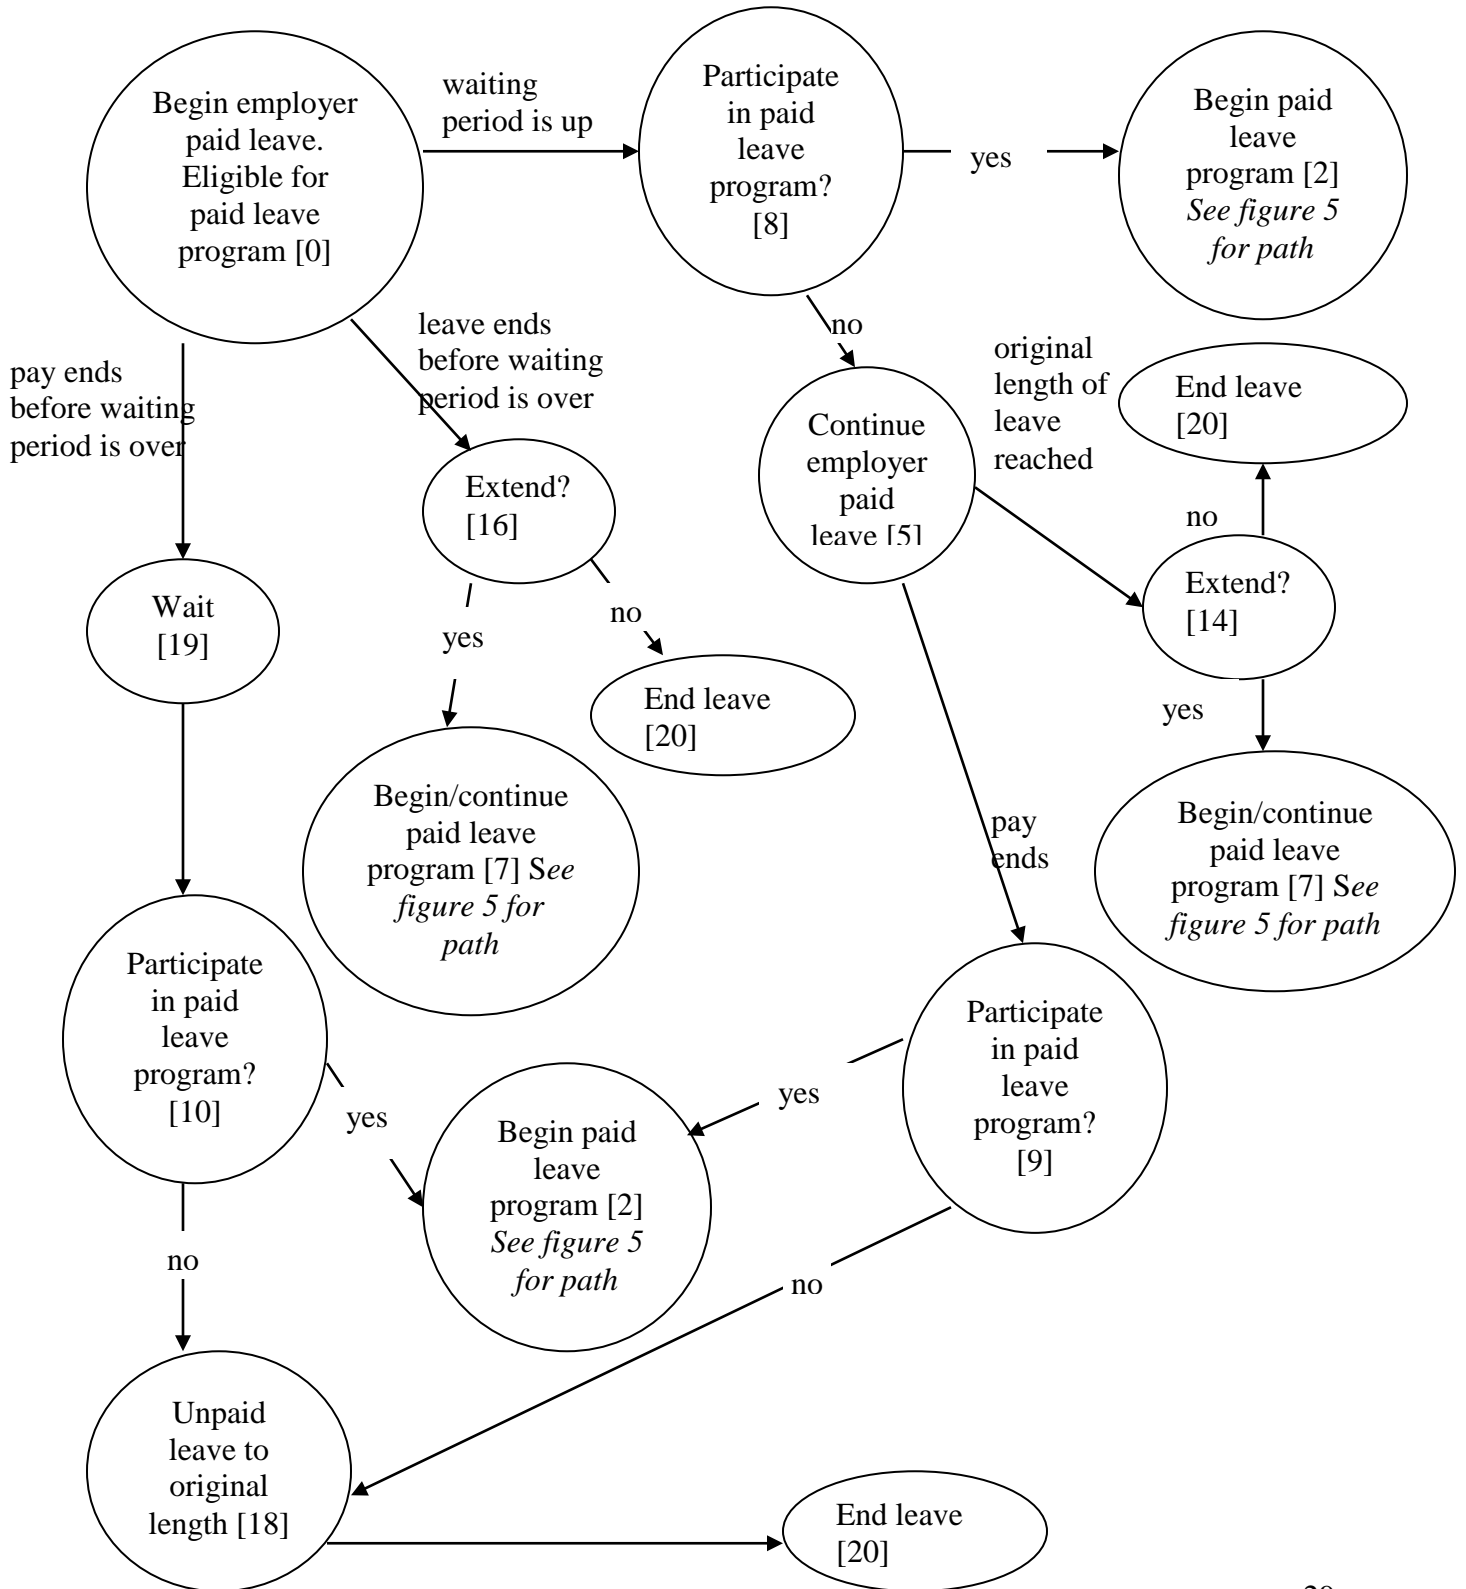 Begin employer
paid leave.
Eligible for
paid leave
program [0]
waiting
period is up
Participate
in paid
leave
program?
[8]
yes
Begin paid
leave
program [2]
See figure 5
for path
pay ends
before waiting
period is over
leave ends
before waiting
period is over
no
original
length of
leave
reached
End leave
[20]
Continue
employer
paid
leave [5]
Extend?
[16]
no
Extend?
[14]
Wait
[19]
yes
no
End leave
[20]
yes
Begin/continue
paid leave
program [7] See
figure 5 for
path
pay
ends
Begin/continue
paid leave
program [7] See
figure 5 for path
Participate
in paid
leave
program?
[10]
yes
Begin paid
leave
program [2]
See figure 5
for path
yes
Participate
in paid
leave
program?
[9]
no
no
Unpaid
leave to
original
length [18]
End leave
[20]